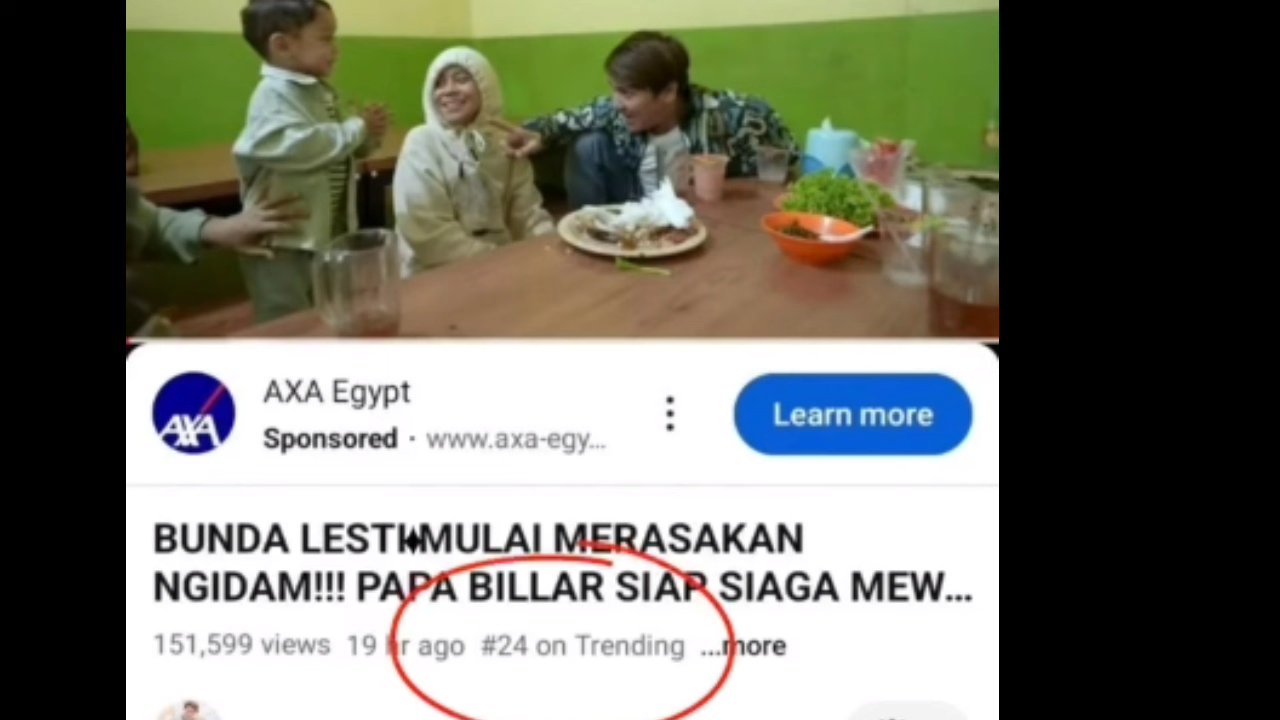 AXA
AXA Egypt
Sponsored · www.axa-egy...
Learn more
BUNDA LESTI MULAI MERASAKAN
NGIDAM!!! PAPA BILLAR SIAP SIAGA MEW...
151,599 views 19 hr ago #24 on Trending ...more